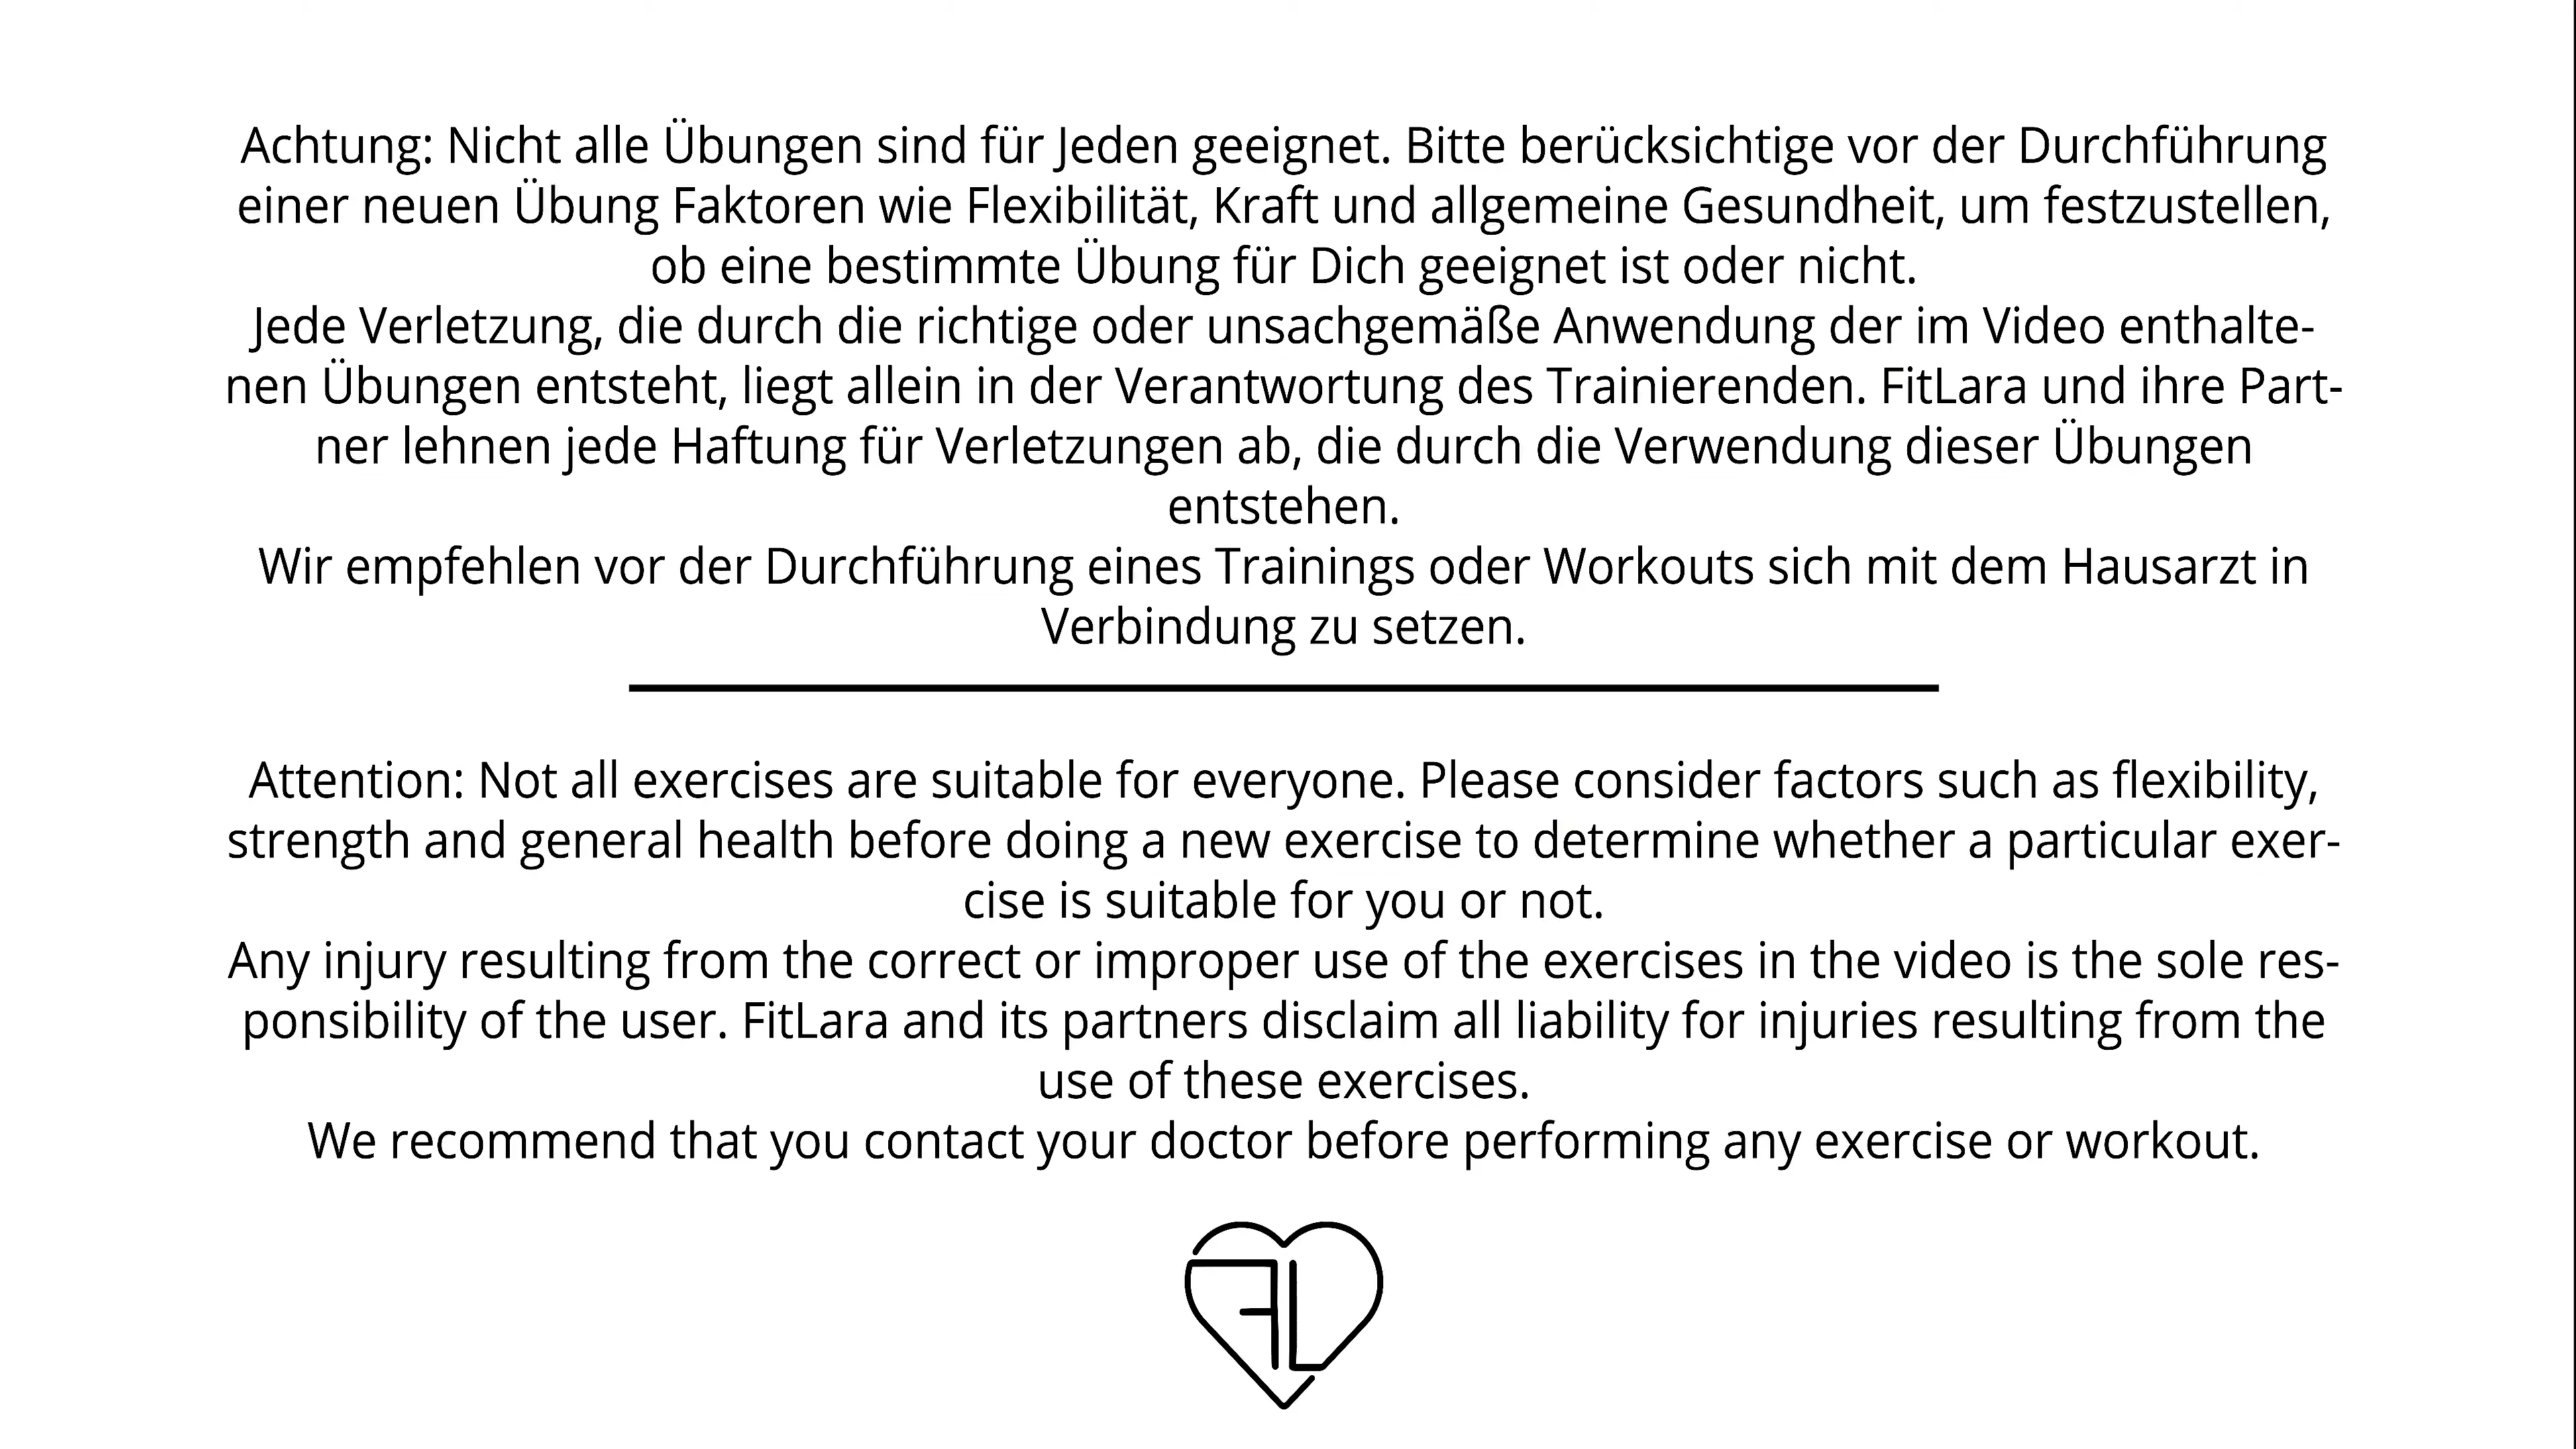 Achtung: Nicht alle Übungen sind für Jeden geeignet. Bitte berücksichtige vor der Durchführung
einer neuen Übung Faktoren wie Flexibilität, Kraft und allgemeine Gesundheit, um festzustellen,
ob eine bestimmte Übung für Dich geeignet ist oder nicht.
Jede Verletzung, die durch die richtige oder unsachgemäße Anwendung der im Video enthalte-
nen Übungen entsteht, liegt allein in der Verantwortung des Trainierenden. FitLara und ihre Part-
ner lehnen jede Haftung für Verletzungen ab, die durch die Verwendung dieser Übungen
entstehen.
Wir empfehlen vor der Durchführung eines Trainings oder Workouts sich mit dem Hausarzt in
Verbindung zu setzen.
Attention: Not all exercises are suitable for everyone. Please consider factors such as flexibility,
strength and general health before doing a new exercise to determine whether a particular exer-
cise is suitable for you or not.
Any injury resulting from the correct or improper use of the exercises in the video is the sole res-
ponsibility of the user. FitLara and its partners disclaim all liability for injuries resulting from the
use of these exercises.
We recommend that you contact your doctor before performing any exercise or workout.
FL